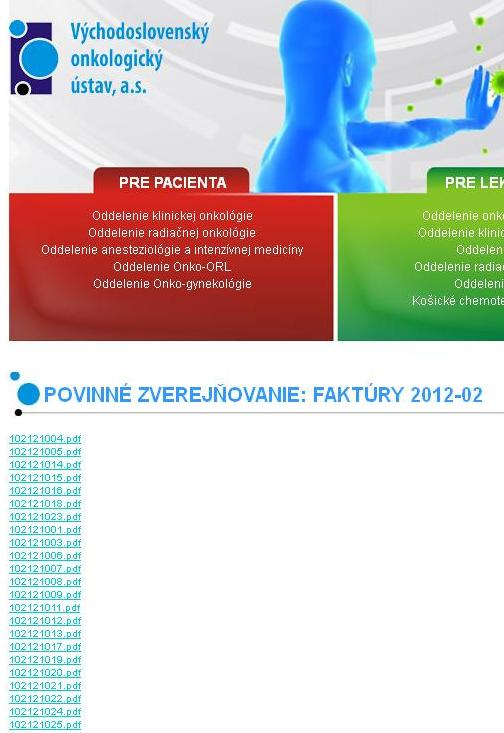 Východoslovenský
onkologický
ústav, a.s.
PRE PACIENTA
Oddelenie klinickej onkológie
Oddelenie radiačnej onkológie
Oddelenie anesteziológie a intenzívnej medicíny
Oddelenie Onko-ORL
Oddelenie Onko-gynekológie
PRE LEK
Oddelenie onko
Oddelenie klinic
Oddelen
Oddelenie radia
Oddeleni
Košické chemote
POVINNÉ ZVEREJŇOVANIE: FAKTÚRY 2012-02
102121004.pdf
102121005.pdf
102121014.pdf
102121015.pdf
102121016.pdf
102121018.pdf
102121023.pdf
102121001.pdf
102121003.pdf
102121006.pdf
102121007.pdf
102121008.pdf
102121009.pdf
102121011.pdf
102121012.pdf
102121013.pdf
102121017.pdf
102121019.pdf
102121020.pdf
102121021.pdf
102121022.pdf
102121024.pdf
102121025.pdf